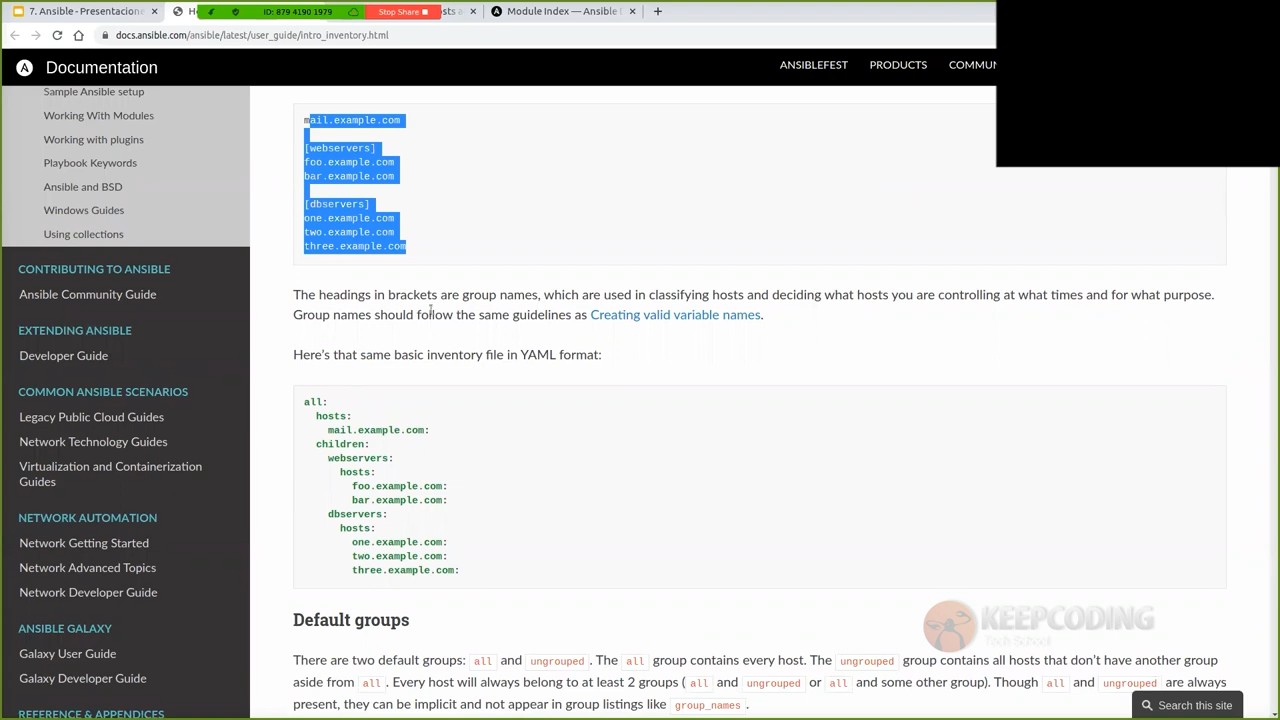 7. Ansible - Presentacion
H
ID: 879 4190 1979
Stop Share
osts a
Module Index — Ansible D
docs.ansible.com/ansible/latest/user_guide/intro_inventory.html
Documentation
ANSIBLEFEST
PRODUCTS
COMMUN
Sample Ansible setup
Working With Modules
Working with plugins
Playbook Keywords
Ansible and BSD
Windows Guides
Using collections
CONTRIBUTING TO ANSIBLE
Ansible Community Guide
EXTENDING ANSIBLE
Developer Guide
COMMON ANSIBLE SCENARIOS
Legacy Public Cloud Guides
Network Technology Guides
Virtualization and Containerization
Guides
NETWORK AUTOMATION
Network Getting Started
Network Advanced Topics
Network Developer Guide
ANSIBLE GALAXY
Galaxy User Guide
Galaxy Developer Guide
REFERENCE & APPENDICES
mail.example.com
[webservers]
foo.example.com
bar.example.com
[dbservers]
one.example.com
two.example.com
three.example.com
The headings in brackets are group names, which are used in classifying hosts and deciding what hosts you are controlling at what times and for what purpose.
Group names should follow the same guidelines as Creating valid variable names.
Here’s that same basic inventory file in YAML format:
all:
hosts:
mail.example.com:
children:
webservers:
hosts:
foo.example.com:
bar.example.com:
dbservers:
hosts:
one.example.com:
two.example.com:
three.example.com:
Default groups
There are two default groups: all and ungrouped. The all group contains every host. The ungrouped group contains all hosts that don’t have another group
aside from all. Every host will always belong to at least 2 groups (all and ungrouped or all and some other group). Though all and ungrouped are always
present, they can be implicit and not appear in group listings like group_names.
KEEPCODING
Tech School
Search this site